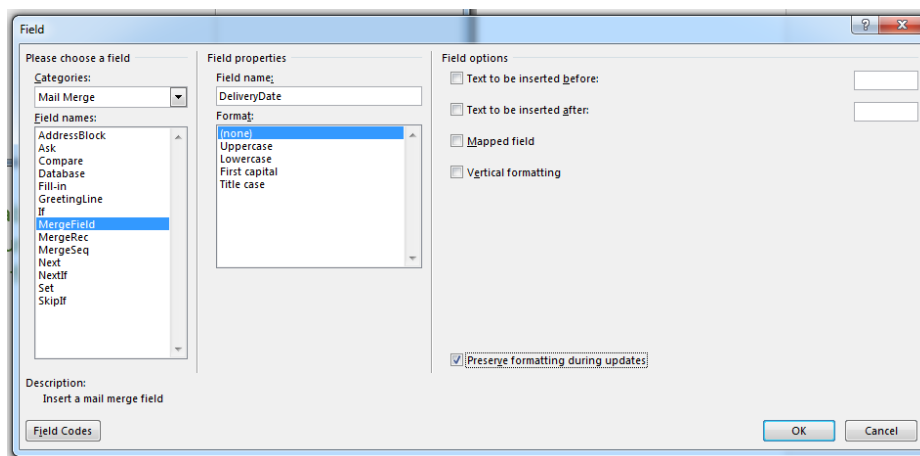 Field
Please choose a field
Categories:
Mail Merge
Field names:
AddressBlock
Ask
Compare
Database
Fill-in
GreetingLine
If
MergeField
MergeRec
MergeSeq
Next
NextIf
Set
SkipIf
Field properties
Field name:
DeliveryDate
Format:
(none)
Uppercase
Lowercase
First capital
Title case
Field options
Text to be inserted before:
Text to be inserted after:
Mapped field
Vertical formatting
Preserve formatting during updates
Description:
Insert a mail merge field
Field Codes
OK
Cancel